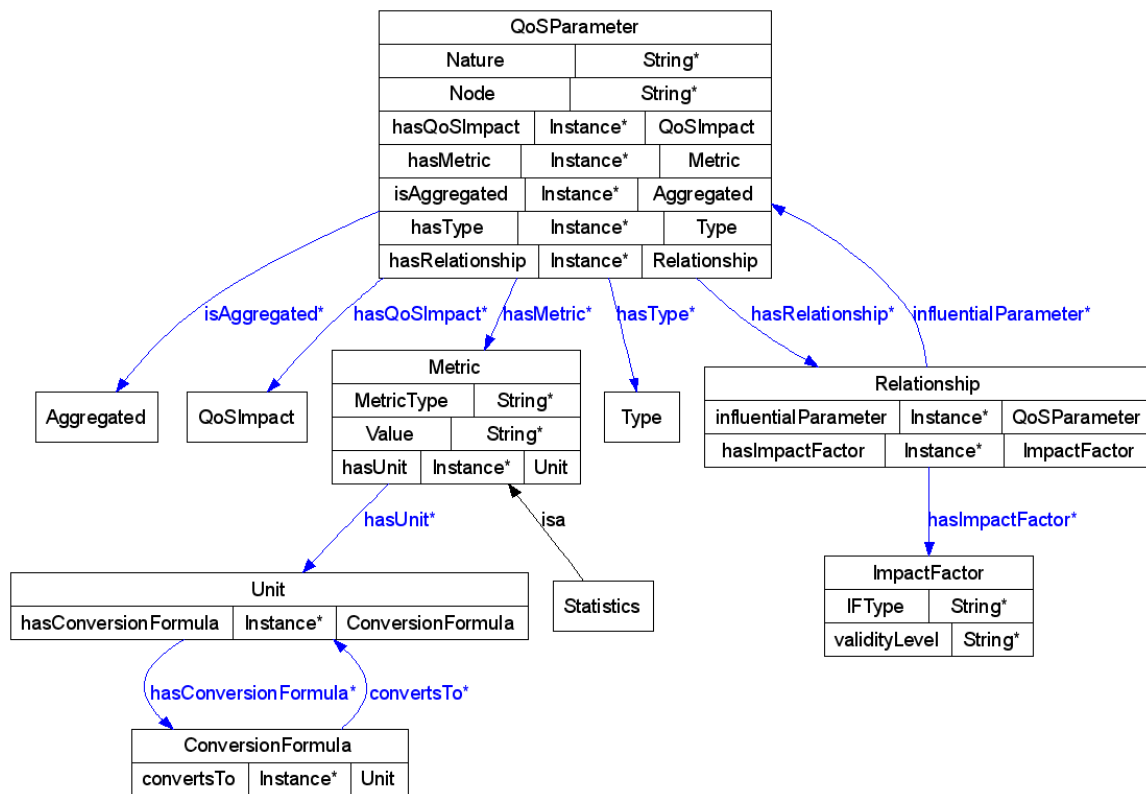 QoSParameter
Nature String*
Node String*
hasQoSImpact Instance* QoSImpact
hasMetric Instance* Metric
isAggregated Instance* Aggregated
hasType Instance* Type
hasRelationship Instance* Relationship
isAggregated* hasQoSImpact* hasMetric* hasType* hasRelationship* influentialParameter*
Aggregated
QoSImpact
Metric
MetricType String*
Value String*
hasUnit Instance* Unit
Type
Relationship
influentialParameter Instance* QoSParameter
hasImpactFactor Instance* ImpactFactor
hasUnit* isa hasImpactFactor*
Unit
hasConversionFormula Instance* ConversionFormula
Statistics
ImpactFactor
IFType String*
validityLevel String*
hasConversionFormula* convertsTo*
ConversionFormula
convertsTo Instance* Unit